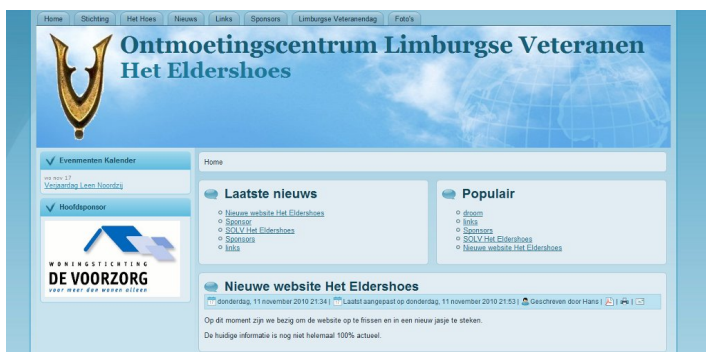 Home Stichting Het Hoes Nieuws Links Sponsors Limburgse Veteranendag Foto's
Ontmoetingscentrum Limburgse Veteranen
Het Eldershoes
Evenmenten Kalender
wo nov 17
Verjaardag Leen Noordzij
Hoofdsponsor
WONINGSTICHTING
DE VOORZORG
voor meer dan wonen alleen
Home
Laatste nieuws
Nieuwe website Het Eldershoes
Sponsor
SOLV Het Eldershoes
Sponsors
links
Populair
droom
links
Sponsors
SOLV Het Eldershoes
Nieuwe website Het Eldershoes
Nieuwe website Het Eldershoes
donderdag, 11 november 2010 21:34 | Laatst aangepast op donderdag, 11 november 2010 21:53 | Geschreven door Hans | | |
Op dit moment zijn we bezig om de website op te frissen en in een nieuw jasje te steken.
De huidige informatie is nog niet helemaal 100% actueel.